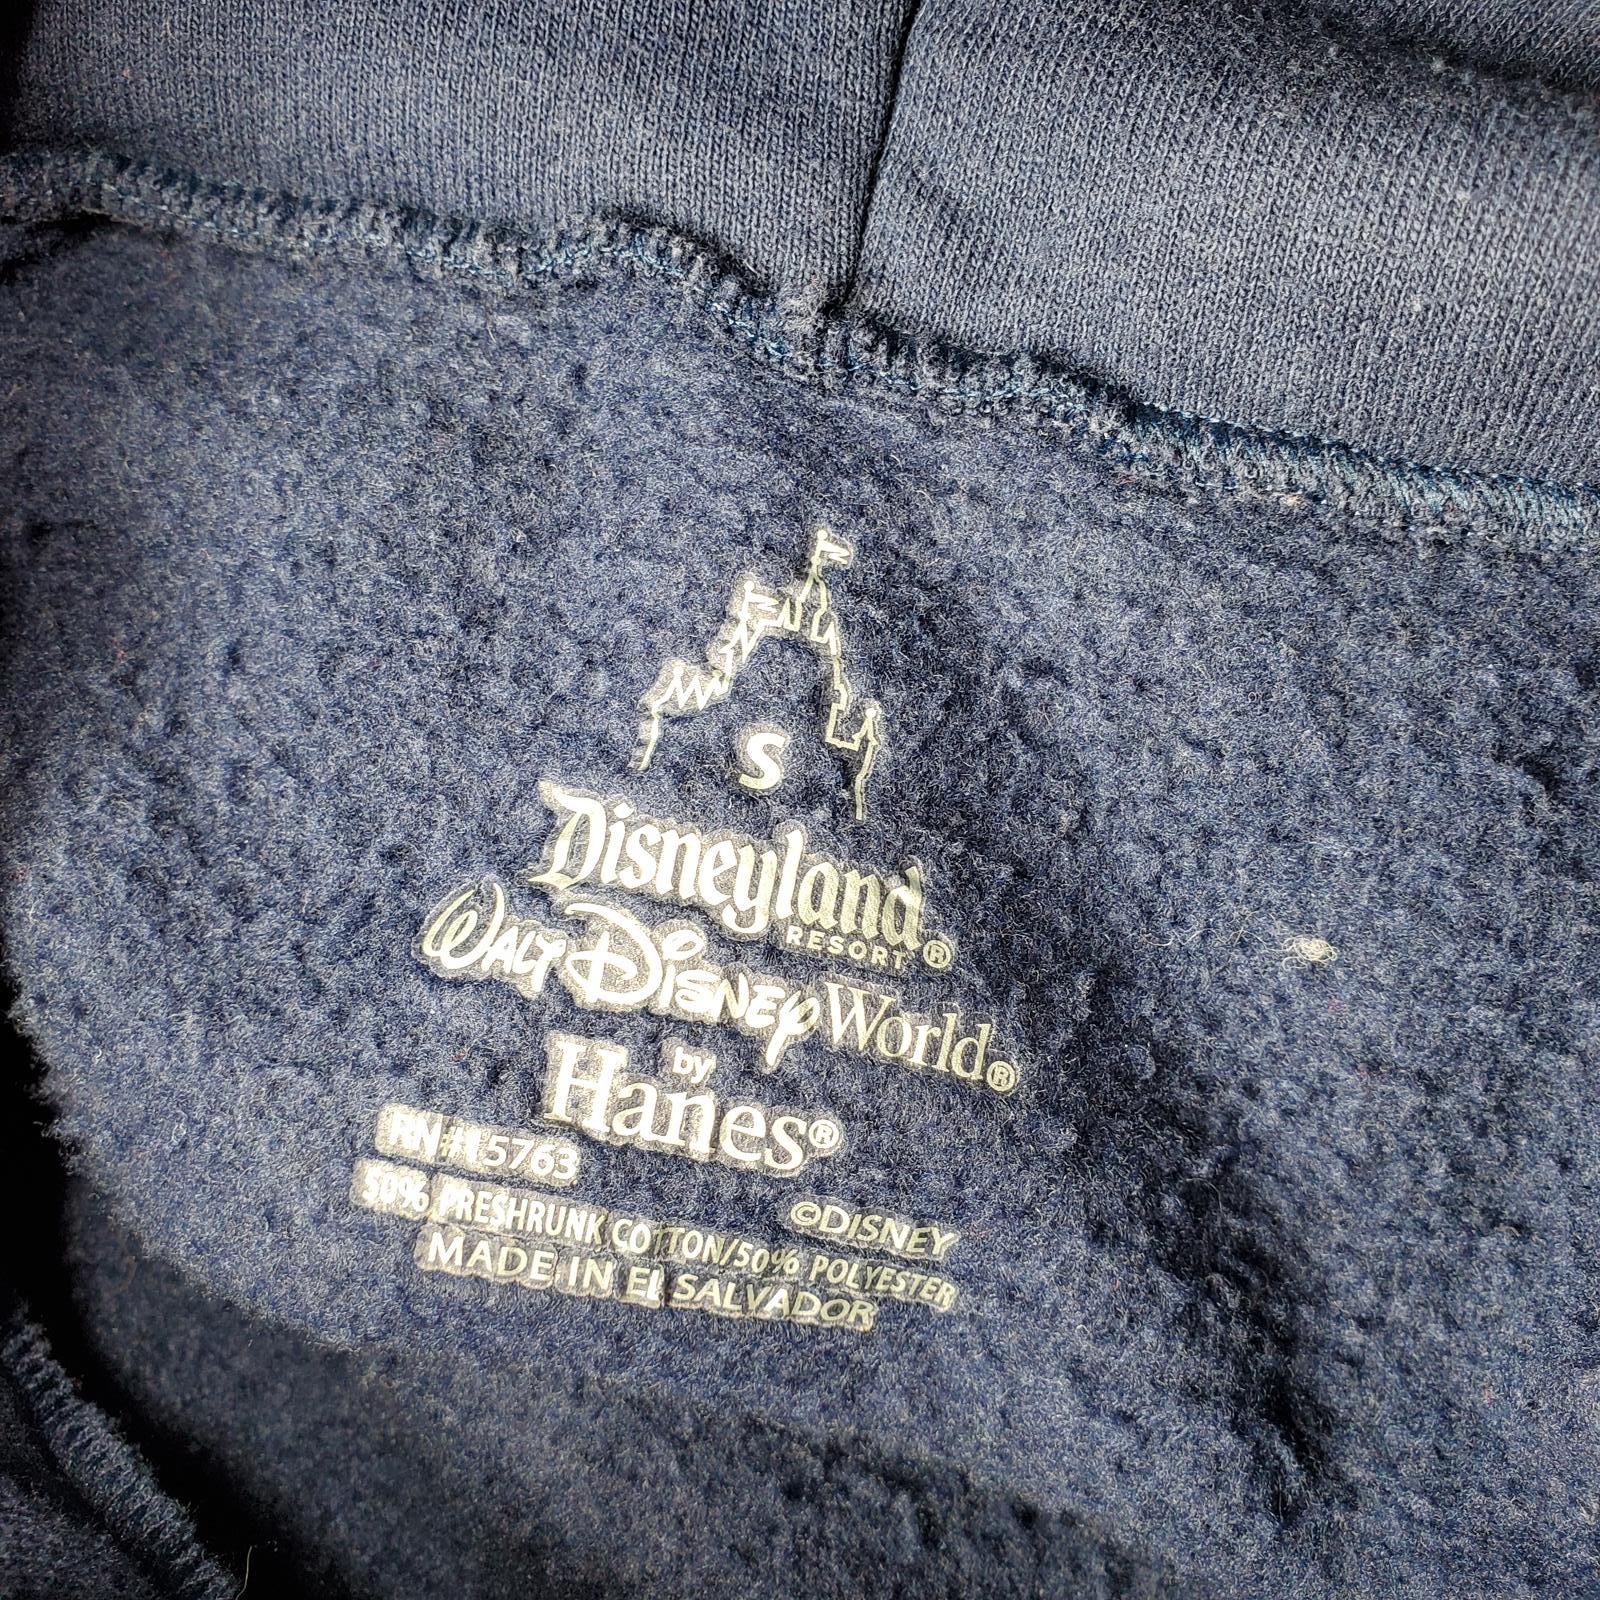 S
Disneyland®
RESORT
WALT DISNEY World®
by
Hanes®
RN#15763
©DISNEY
50% PRESHRUNK COTTON/50% POLYESTER
MADE IN EL SALVADOR